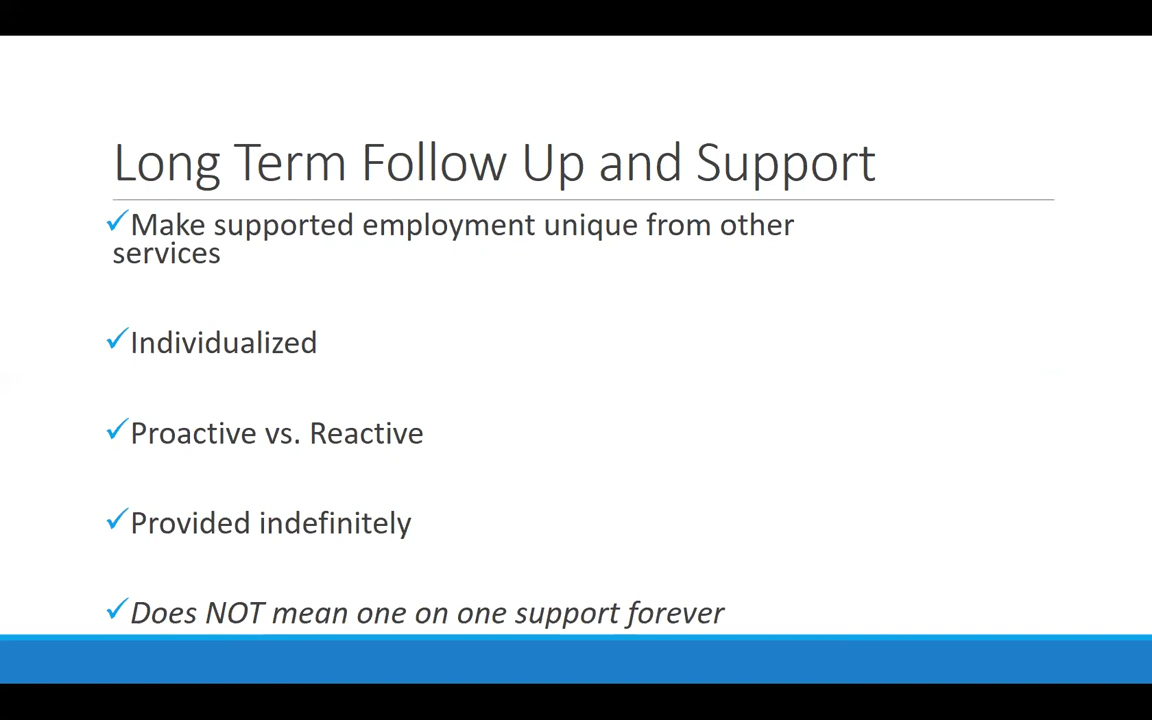 Long Term Follow Up and Support
✓Make supported employment unique from other
services
✓Individualized
✓Proactive vs. Reactive
✓Provided indefinitely
✓Does NOT mean one on one support forever